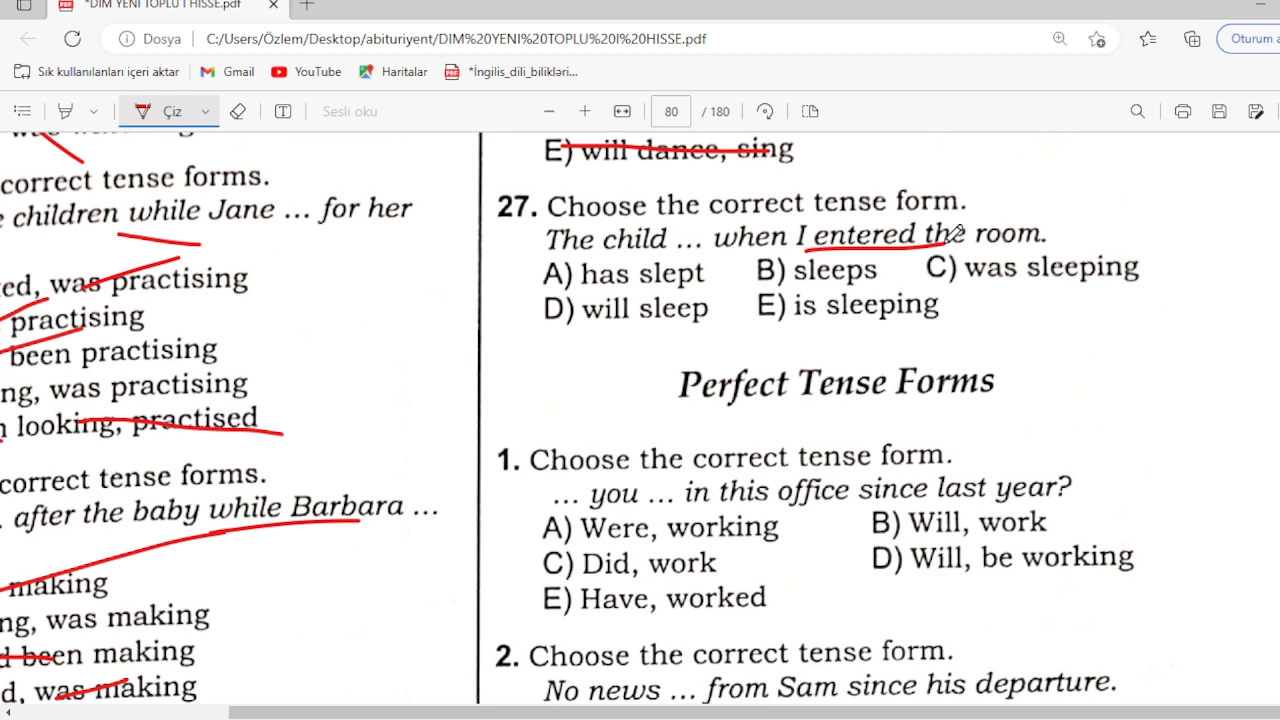 *DIM YENI TOPLU I HISSE.pdf
Dosya C:/Users/Özlem/Desktop/abituriyent/DIM%20YENI%20TOPLU%20I%20HISSE.pdf Oturum a
Sık kullanılanları içeri aktar Gmail YouTube Haritalar *İngilis_dili_bilikləri...
Çiz Sesli oku 80 / 180
correct tense forms.
children while Jane ... for her
ed, was practising
practising
been practising
ng, was practising
looking, practised
correct tense forms.
after the baby while Barbara ...
making
ng, was making
been making
d, was making
E) will dance, sing
27. Choose the correct tense form.
The child ... when I entered the room.
A) has slept B) sleeps C) was sleeping
D) will sleep E) is sleeping
Perfect Tense Forms
1. Choose the correct tense form.
... you ... in this office since last year?
A) Were, working B) Will, work
C) Did, work D) Will, be working
E) Have, worked
2. Choose the correct tense form.
No news ... from Sam since his departure.